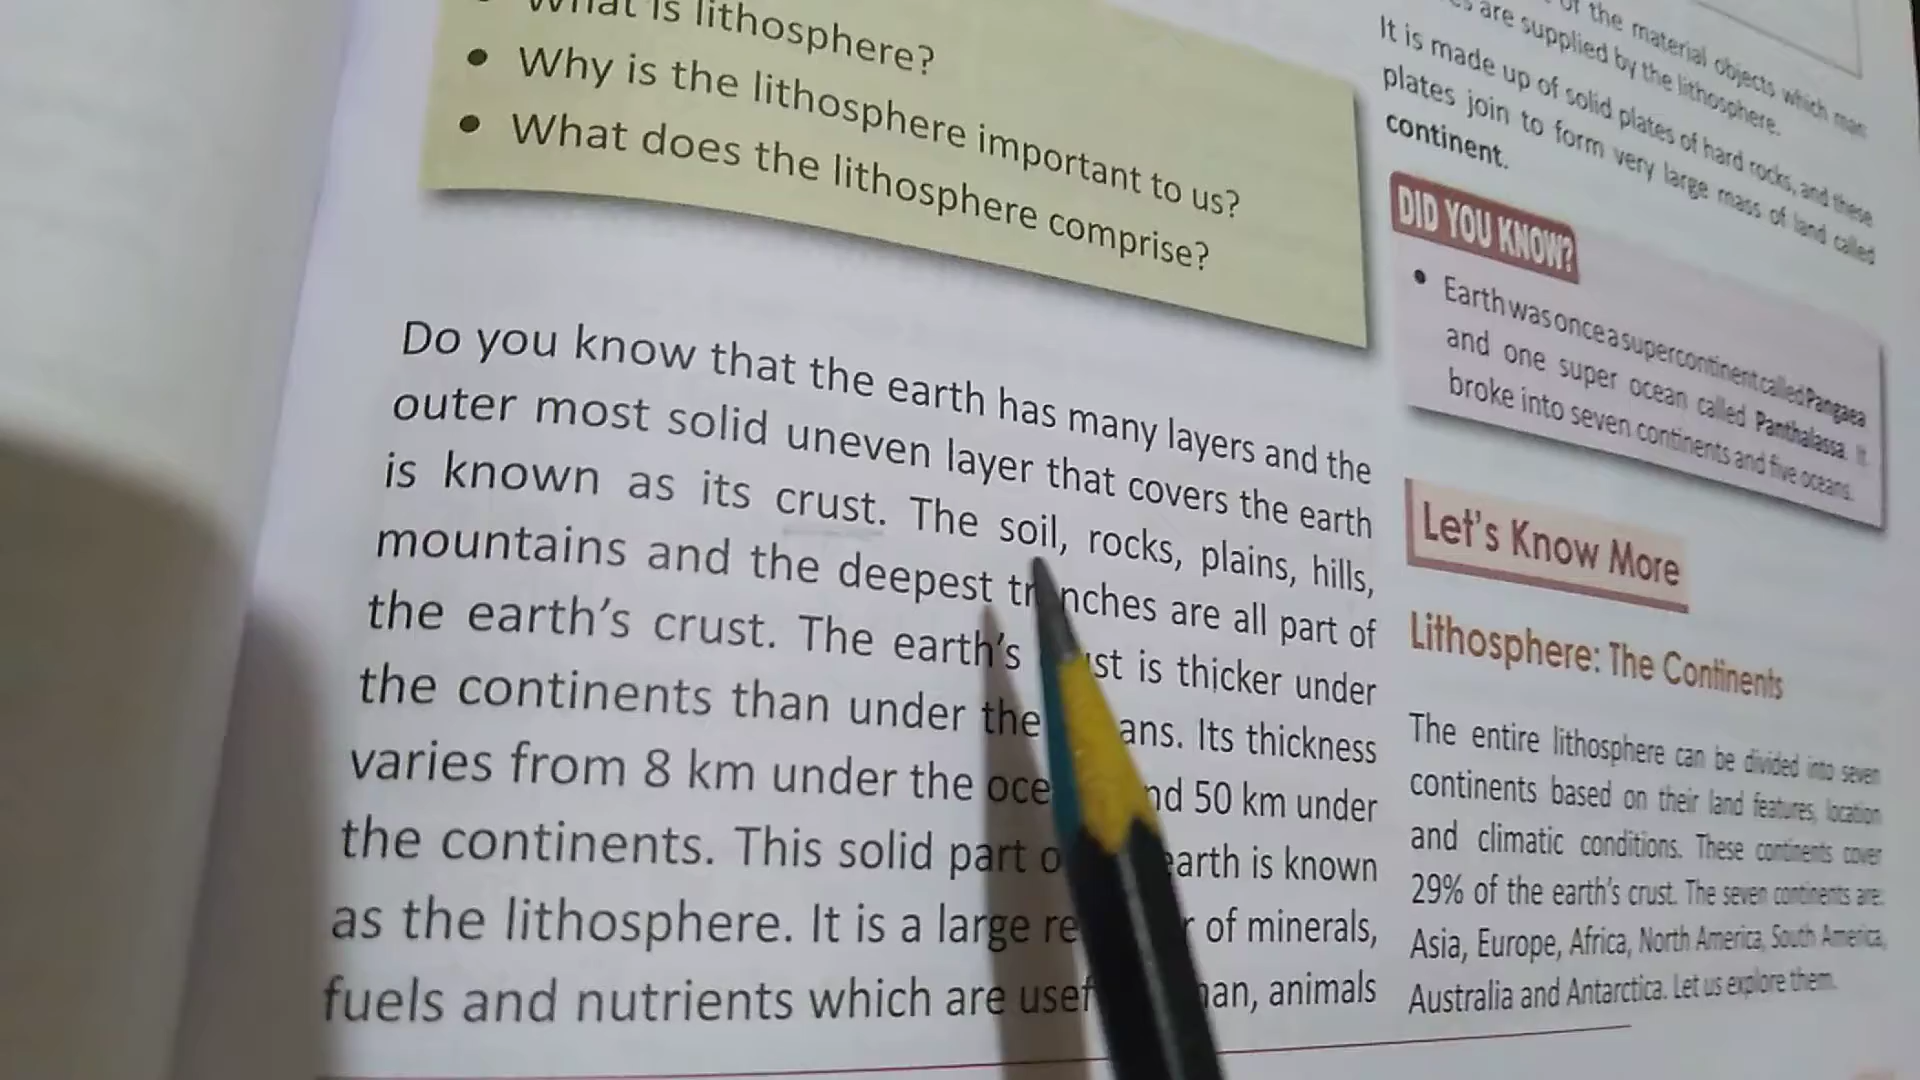 What is lithosphere?
• Why is the lithosphere important to us?
• What does the lithosphere comprise?
Do you know that the earth has many layers and the
outer most solid uneven layer that covers the earth
is known as its crust. The soil, rocks, plains, hills,
mountains and the deepest trenches are all part of
the earth's crust. The earth's is thicker under
the continents than under the Its thickness
varies from 8 km under the 50 km under
the continents. This solid part earth is known
as the lithosphere. It is a large of minerals,
fuels and nutrients which are animals
of the material objects which man
are supplied by the lithosphere.
It is made up of solid plates of hard rocks, and these
plates join to form very large mass of land called
continent.
DID YOU KNOW?
• Earth was once a supercontinent called Pangaea
and one super ocean called Panthalassa. It
broke into seven continents and five oceans.
Let's Know More
Lithosphere: The Continents
The entire lithosphere can be divided into seven
continents based on their land features, location
and climatic conditions. These continents cover
29% of the earth's crust. The seven continents are:
Asia, Europe, Africa, North America, South America,
Australia and Antarctica. Let us explore them.